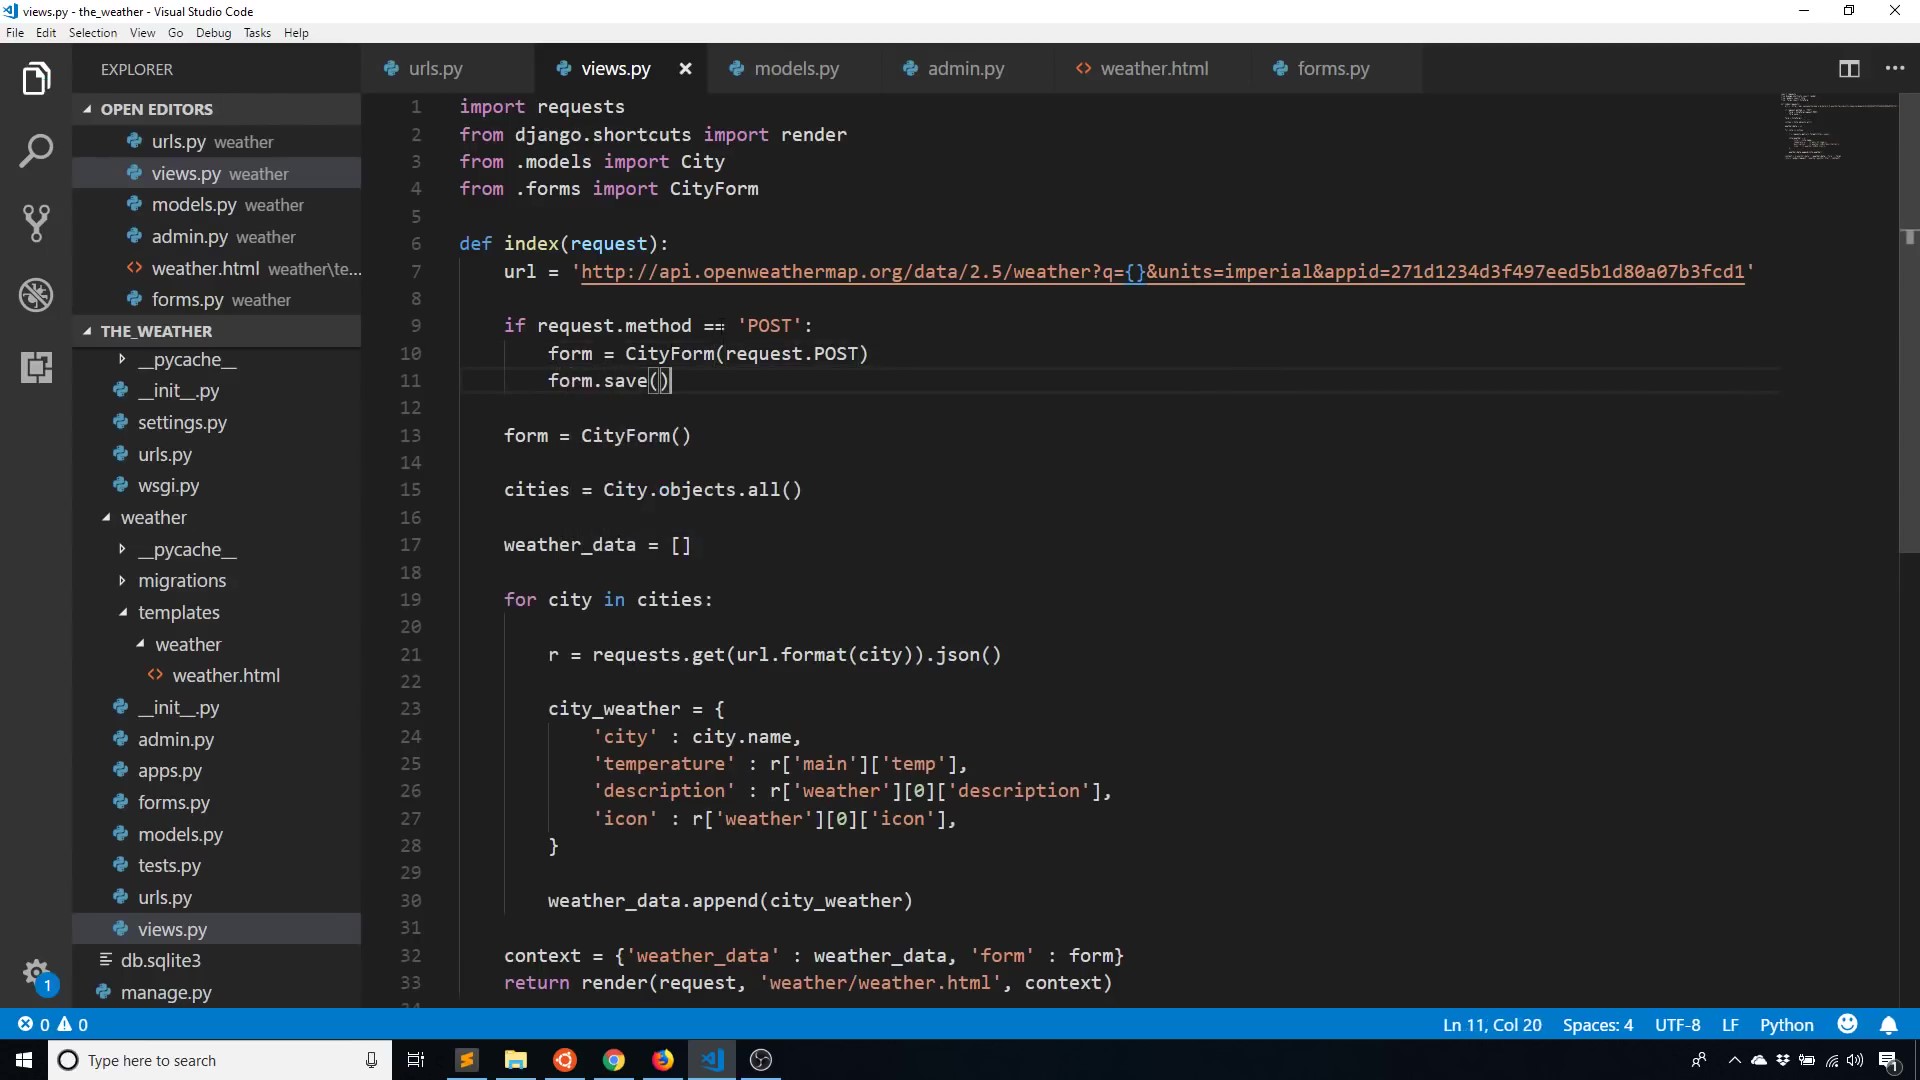 views.py - the_weather - Visual Studio Code
File Edit Selection View Go Debug Tasks Help
EXPLORER
OPEN EDITORS
urls.py weather
views.py weather
models.py weather
admin.py weather
weather.html weather\te...
forms.py weather
THE_WEATHER
__pycache__
__init__.py
settings.py
urls.py
wsgi.py
weather
__pycache__
migrations
templates
weather
weather.html
__init__.py
admin.py
apps.py
forms.py
models.py
tests.py
urls.py
views.py
db.sqlite3
manage.py
1
urls.py views.py models.py admin.py weather.html forms.py
1 import requests
2 from django.shortcuts import render
3 from .models import City
4 from .forms import CityForm
5
6 def index(request):
7 url = 'http://api.openweathermap.org/data/2.5/weather?q={}&units=imperial&appid=271d1234d3f497eed5b1d80a07b3fcd1'
8
9 if request.method == 'POST':
10 form = CityForm(request.POST)
11 form.save()
12
13 form = CityForm()
14
15 cities = City.objects.all()
16
17 weather_data = []
18
19 for city in cities:
20
21 r = requests.get(url.format(city)).json()
22
23 city_weather = {
24 'city' : city.name,
25 'temperature' : r['main']['temp'],
26 'description' : r['weather'][0]['description'],
27 'icon' : r['weather'][0]['icon'],
28 }
29
30 weather_data.append(city_weather)
31
32 context = {'weather_data' : weather_data, 'form' : form}
33 return render(request, 'weather/weather.html', context)
0 0
Ln 11, Col 20 Spaces: 4 UTF-8 LF Python
Type here to search
1